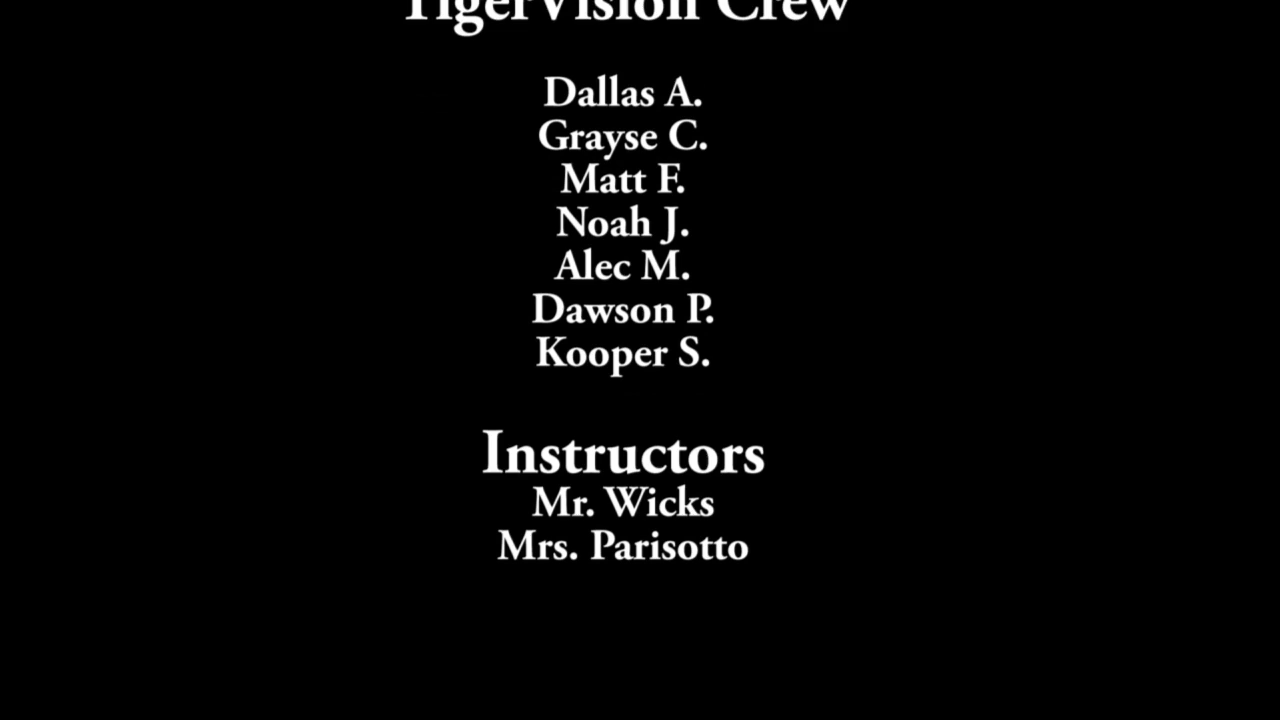 TigerVision Crew
Dallas A.
Grayse C.
Matt F.
Noah J.
Alec M.
Dawson P.
Kooper S.
Instructors
Mr. Wicks
Mrs. Parisotto